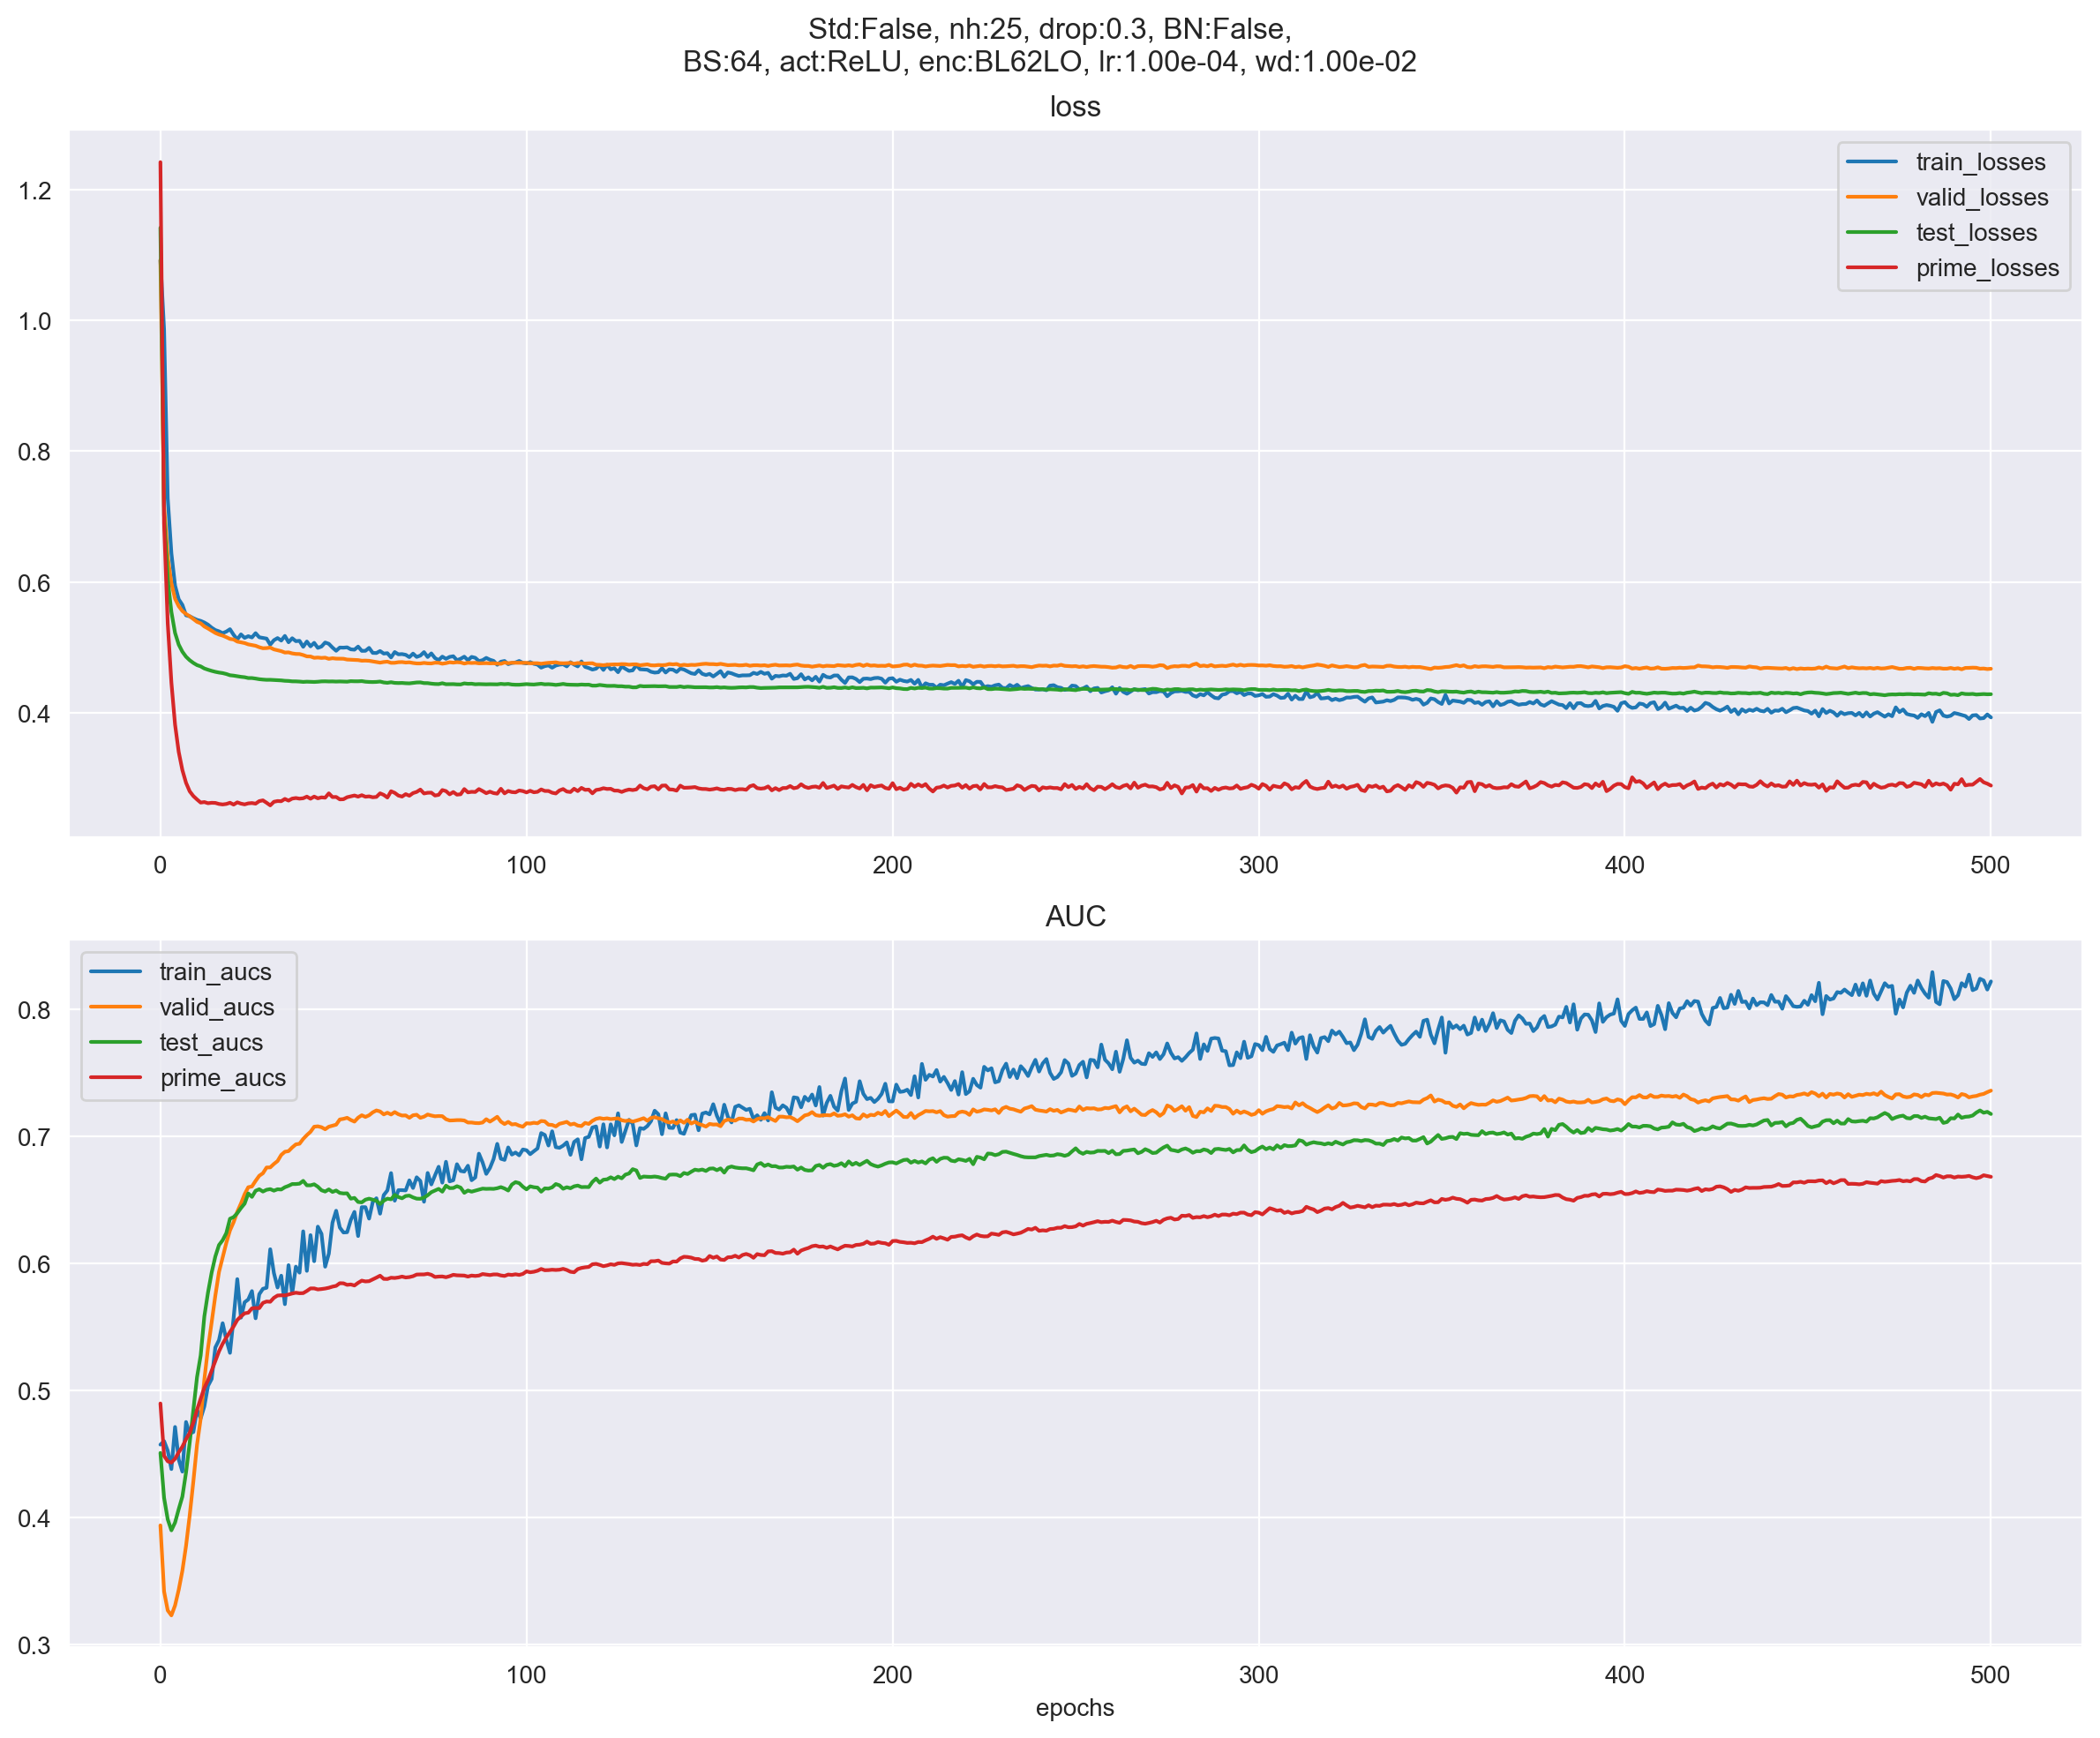 Std:False, nh:25, drop:0.3, BN:False,
BS:64, act:ReLU, enc:BL62LO, lr:1.00e-04, wd:1.00e-02
loss
train_losses
valid_losses
test_losses
prime_losses
1.2
1.0
0.8
0.6
0.4
0 100 200 300 400 500
AUC
train_aucs
valid_aucs
test_aucs
prime_aucs
0.8
0.7
0.6
0.5
0.4
0.3
0 100 200 300 400 500
epochs